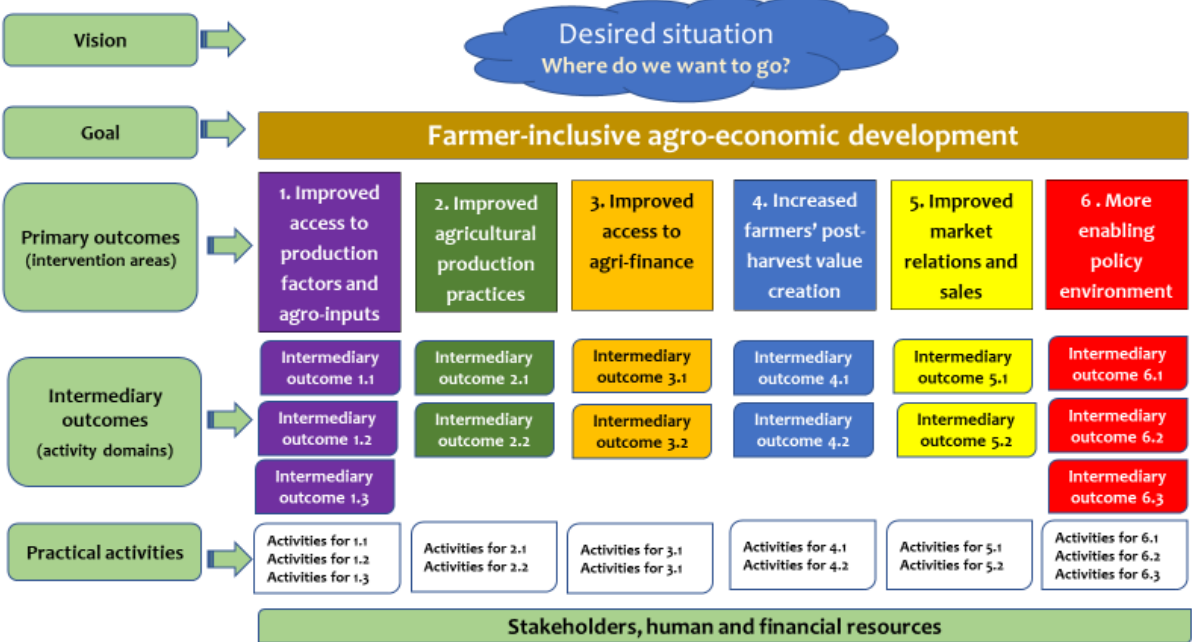 Vision
Desired situation
Where do we want to go?
Goal
Farmer-inclusive agro-economic development
Primary outcomes
(intervention areas)
1. Improved
access to
production
factors and
agro-inputs
2. Improved
agricultural
production
practices
3. Improved
access to
agri-finance
4. Increased
farmers' post-
harvest value
creation
5. Improved
market
relations and
sales
6 . More
enabling
policy
environment
Intermediary
outcomes
(activity domains)
Intermediary
outcome 1.1
Intermediary
outcome 2.1
Intermediary
outcome 3.1
Intermediary
outcome 4.1
Intermediary
outcome 5.1
Intermediary
outcome 6.1
Intermediary
outcome 1.2
Intermediary
outcome 2.2
Intermediary
outcome 3.2
Intermediary
outcome 4.2
Intermediary
outcome 5.2
Intermediary
outcome 6.2
Intermediary
outcome 1.3
Intermediary
outcome 6.3
Practical activities
Activities for 1.1
Activities for 1.2
Activities for 1.3
Activities for 2.1
Activities for 2.2
Activities for 3.1
Activities for 3.1
Activities for 4.1
Activities for 4.2
Activities for 5.1
Activities for 5.2
Activities for 6.1
Activities for 6.2
Activities for 6.3
Stakeholders, human and financial resources